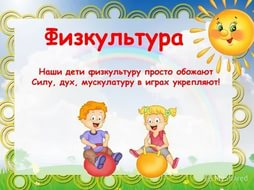 Физкультура
Наши дети физкультуру просто обожают
Силу, дух, мускулатуру в играх укрепляют!